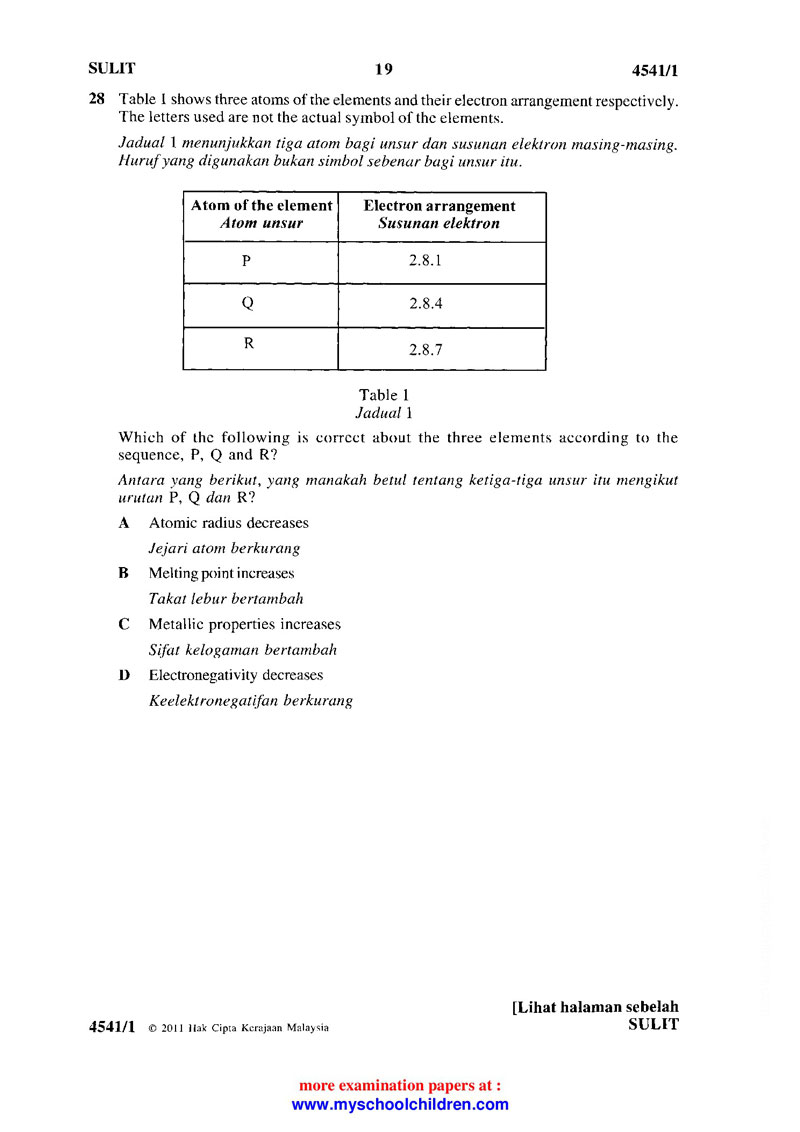 SULIT 19 4541/1
28 Table 1 shows three atoms of the elements and their electron arrangement respectively.
The letters used are not the actual symbol of the elements.
Jadual 1 menunjukkan tiga atom bagi unsur dan susunan elektron masing-masing.
Huruf yang digunakan bukan simbol sebenar bagi unsur itu.
Atom of the element Electron arrangement
Atom unsur Susunan elektron
P 2.8.1
Q 2.8.4
R 2.8.7
Table 1
Jadual 1
Which of the following is correct about the three elements according to the
sequence, P, Q and R?
Antara yang berikut, yang manakah betul tentang ketiga-tiga unsur itu mengikut
urutan P, Q dan R?
A Atomic radius decreases
Jejari atom berkurang
B Melting point increases
Takat lebur bertambah
C Metallic properties increases
Sifat kelogaman bertambah
D Electronegativity decreases
Keelektronegatifan berkurang
[Lihat halaman sebelah
4541/1 © 2011 Hak Cipta Kerajaan Malaysia SULIT
more examination papers at :
www.myschoolchildren.com